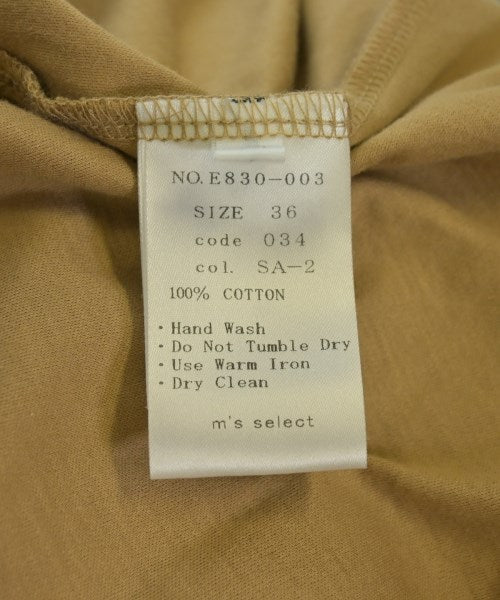 NO.E830-003
SIZE 36
code 034
col. SA-2
100% COTTON
・Hand Wash
・Do Not Tumble Dry
・Use Warm Iron
・Dry Clean
m's select